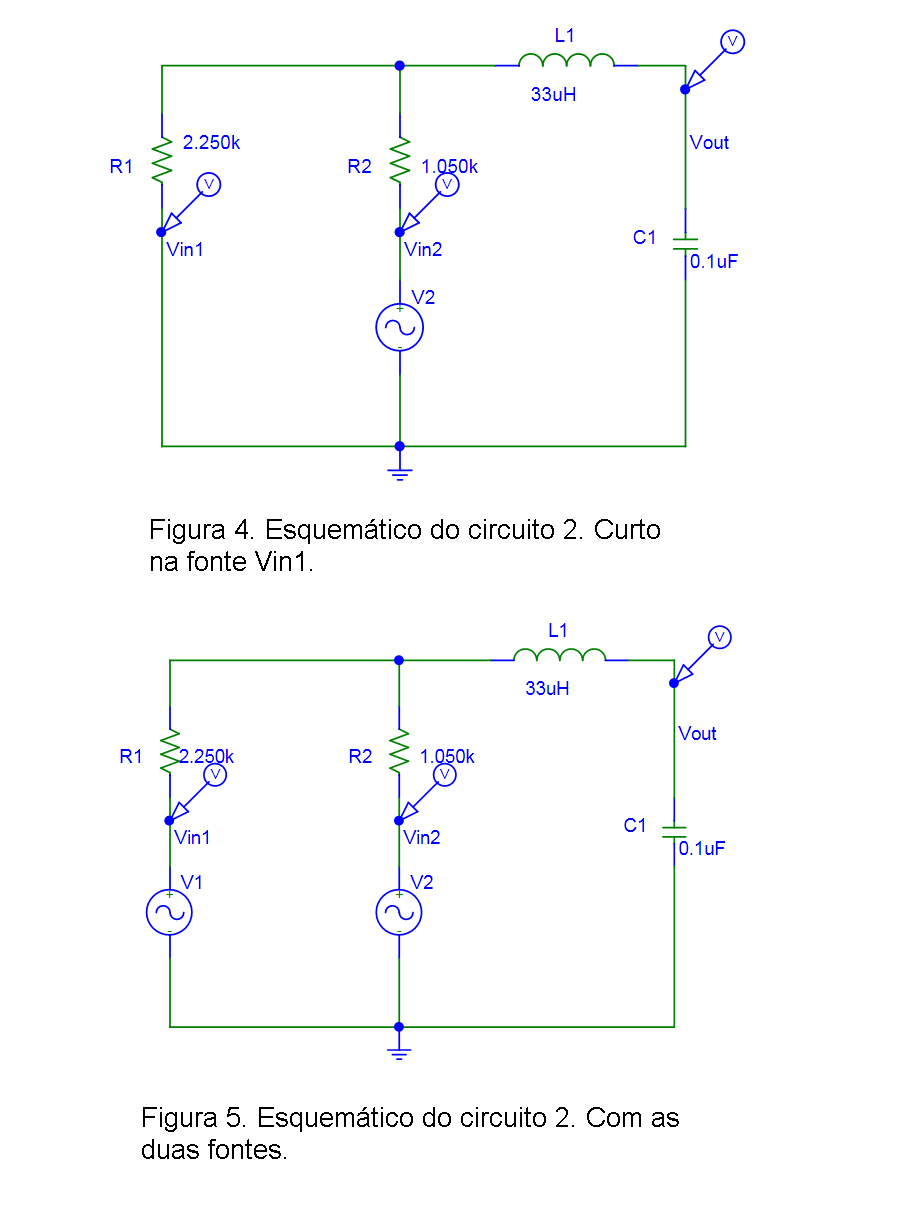 L1
33uH
V
Vout
2.250k
R1
V
Vin1
R2
1.050k
V
Vin2
V2
+
-
C1
0.1uF
Figura 4. Esquemático do circuito 2. Curto
na fonte Vin1.
L1
33uH
V
Vout
R1
2.250k
V
Vin1
V1
+
-
R2
1.050k
V
Vin2
V2
+
-
C1
0.1uF
Figura 5. Esquemático do circuito 2. Com as
duas fontes.